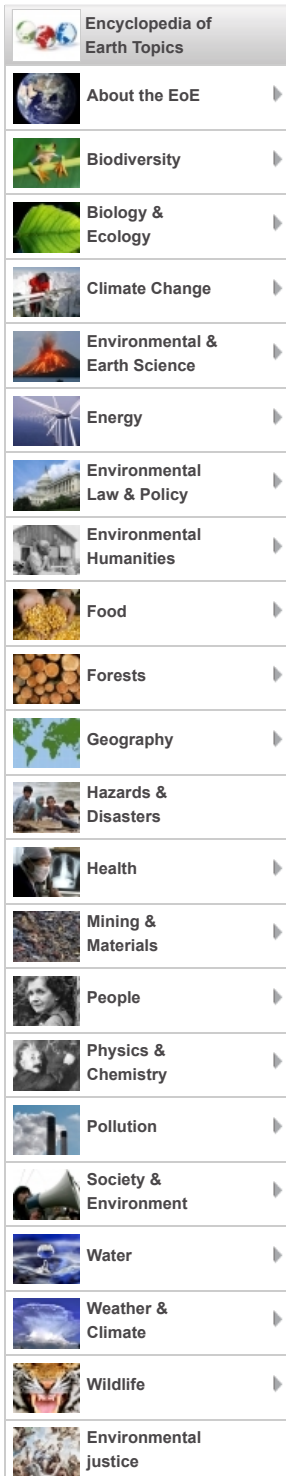 Encyclopedia of
Earth Topics
About the EoE
Biodiversity
Biology &
Ecology
Climate Change
Environmental &
Earth Science
Energy
Environmental
Law & Policy
Environmental
Humanities
Food
Forests
Geography
Hazards &
Disasters
Health
Mining &
Materials
People
Physics &
Chemistry
Pollution
Society &
Environment
Water
Weather &
Climate
Wildlife
Environmental
justice